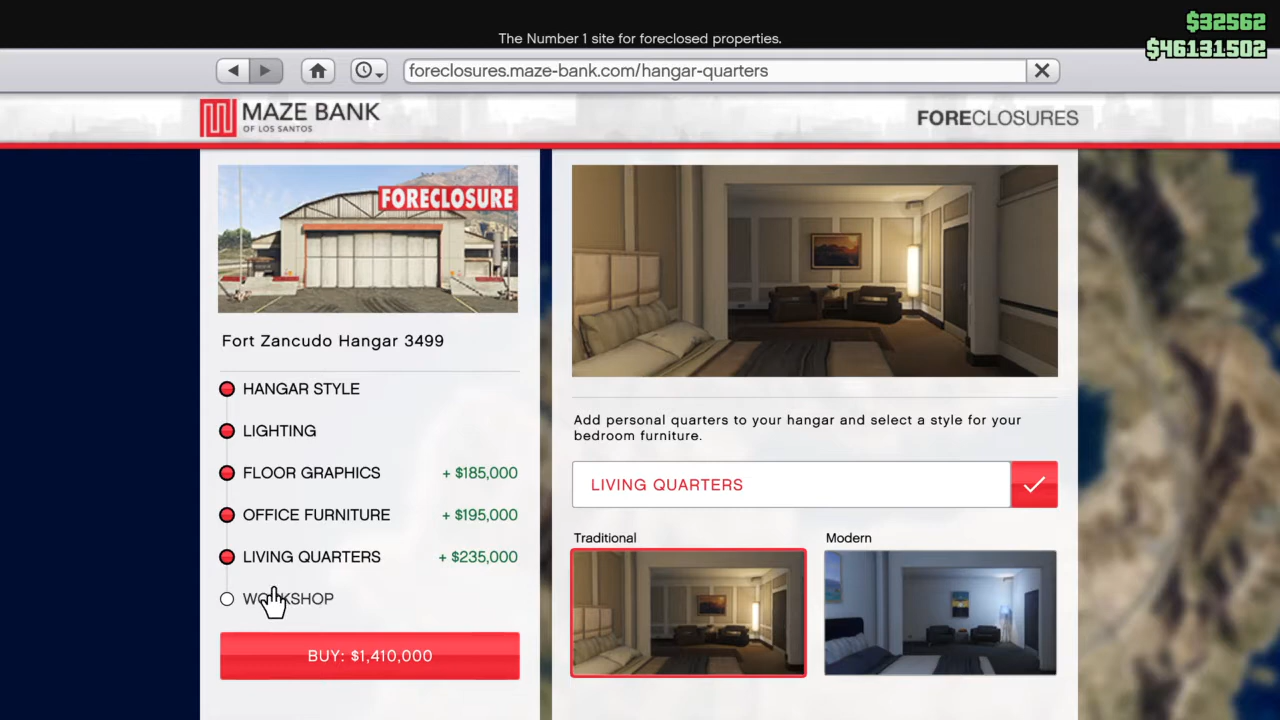 $32562
The Number 1 site for foreclosed properties.
$46131502
foreclosures.maze-bank.com/hangar-quarters
MAZE BANK
OF LOS SANTOS
FORECLOSURES
FORECLOSURE
Fort Zancudo Hangar 3499
HANGAR STYLE
LIGHTING
FLOOR GRAPHICS + $185,000
OFFICE FURNITURE + $195,000
LIVING QUARTERS + $235,000
WORKSHOP
BUY: $1,410,000
Add personal quarters to your hangar and select a style for your
bedroom furniture.
LIVING QUARTERS
Traditional
Modern